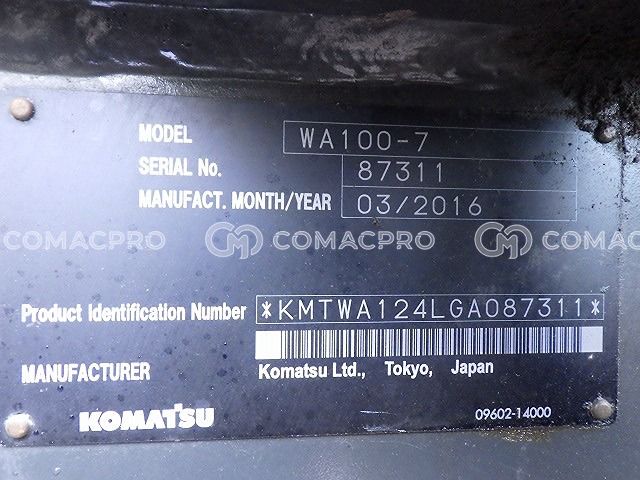 MODEL WA100-7
SERIAL No. 87311
MANUFACT. MONTH/YEAR 03/2016
COMACPRO COMACPRO COMACPRO
Product Identification Number *KMTWA124LGA087311*
MANUFACTURER Komatsu Ltd., Tokyo, Japan
KOMATSU 09602-14000